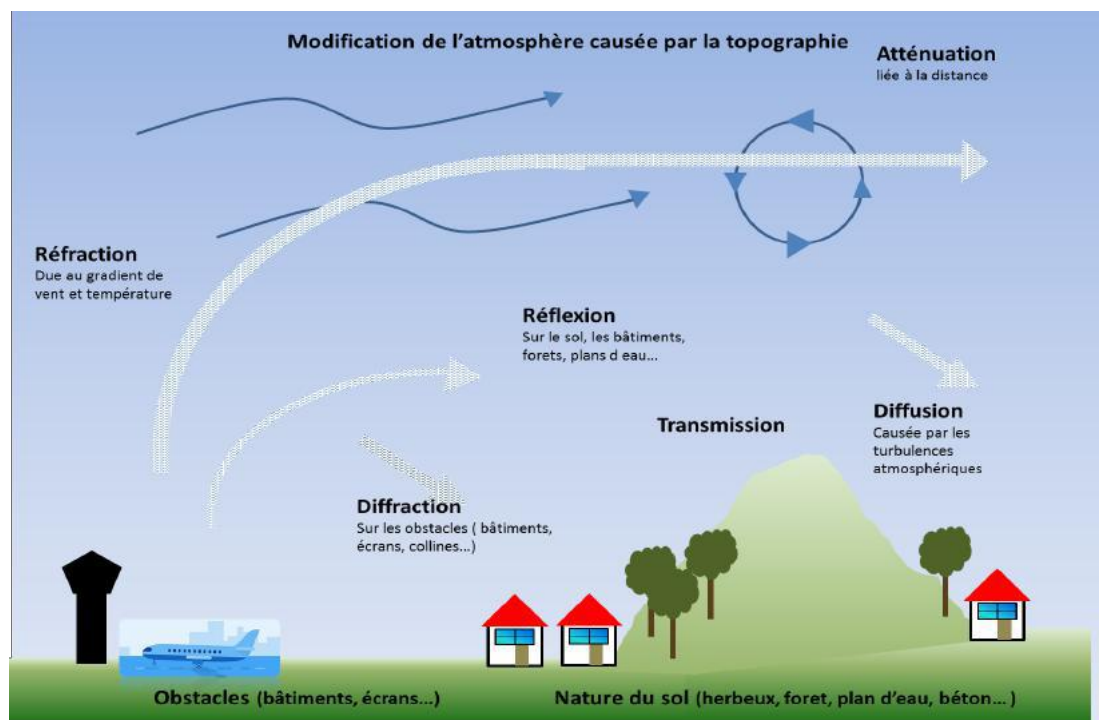 Modification de l'atmosphère causée par la topographie
Atténuation
liée à la distance
Réfraction
Due au gradient de
vent et température
Réflexion
Sur le sol, les bâtiments,
forets, plans d eau...
Transmission
Diffusion
Causée par les
turbulences
atmosphériques
Diffraction
Sur les obstacles ( bâtiments,
écrans, collines...)
Obstacles (bâtiments, écrans...)
Nature du sol (herbeux, foret, plan d'eau, béton... )